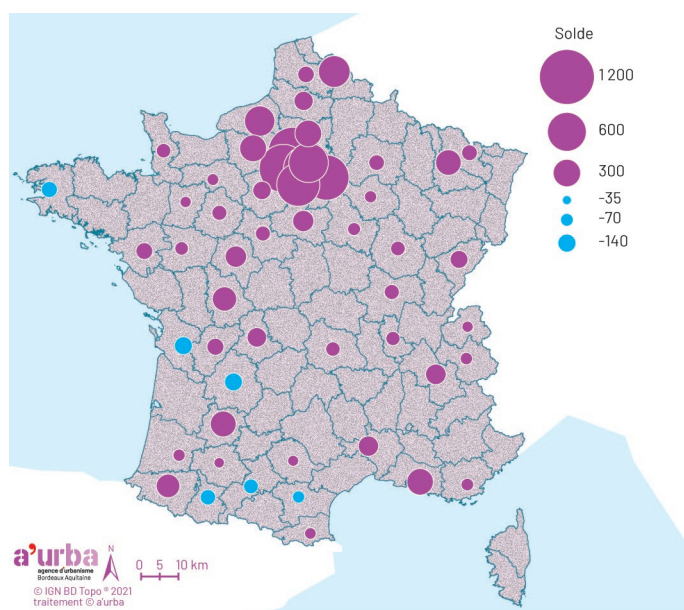 Solde
1 200
600
300
-35
-70
-140
a'urba
agence d'urbanisme
Bordeaux Aquitaine
N
0 5 10 km
© IGN BD Topo ® 2021
traitement © a'urba